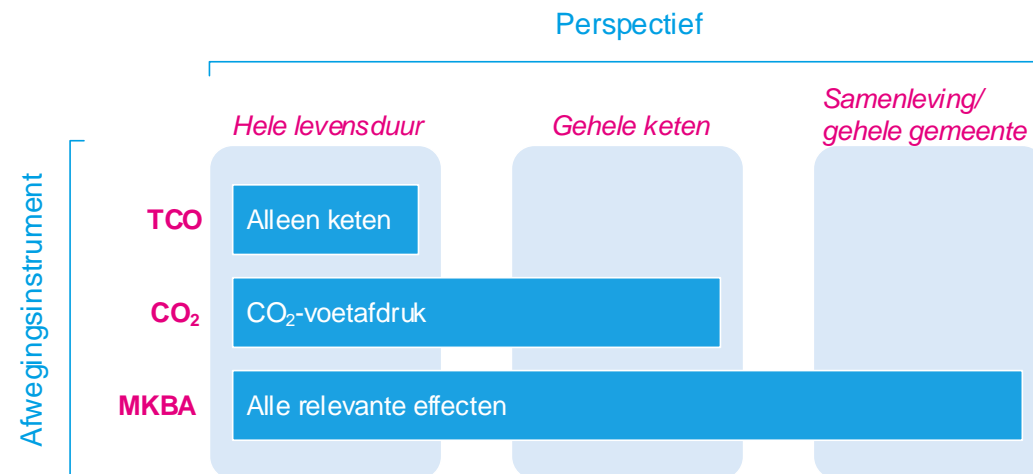 Perspectief
Hele levensduur
Gehele keten
Samenleving/
gehele gemeente
Afwegingsinstrument
TCO
Alleen keten
CO₂
CO₂-voetafdruk
MKBA
Alle relevante effecten